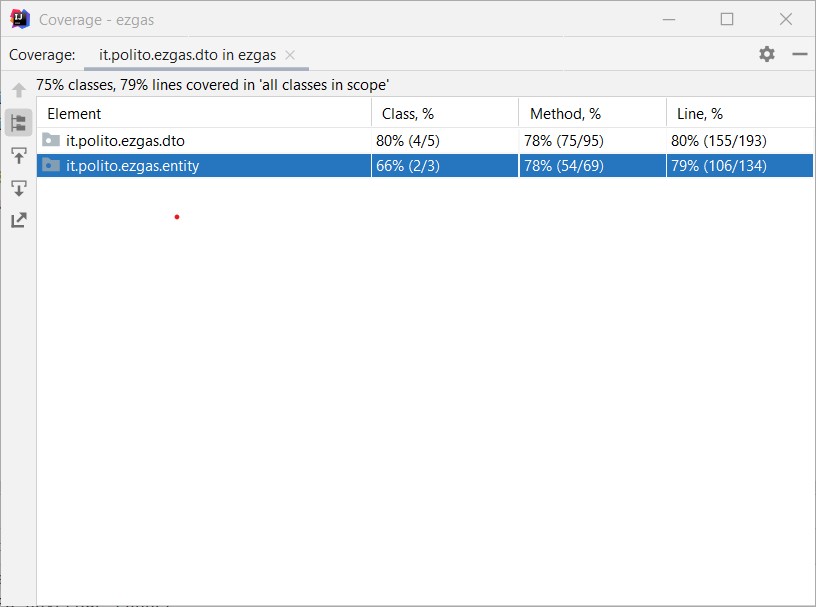 Coverage - ezgas
Coverage: it.polito.ezgas.dto in ezgas
75% classes, 79% lines covered in 'all classes in scope'
Element Class, % Method, % Line, %
it.polito.ezgas.dto 80% (4/5) 78% (75/95) 80% (155/193)
it.polito.ezgas.entity 66% (2/3) 78% (54/69) 79% (106/134)